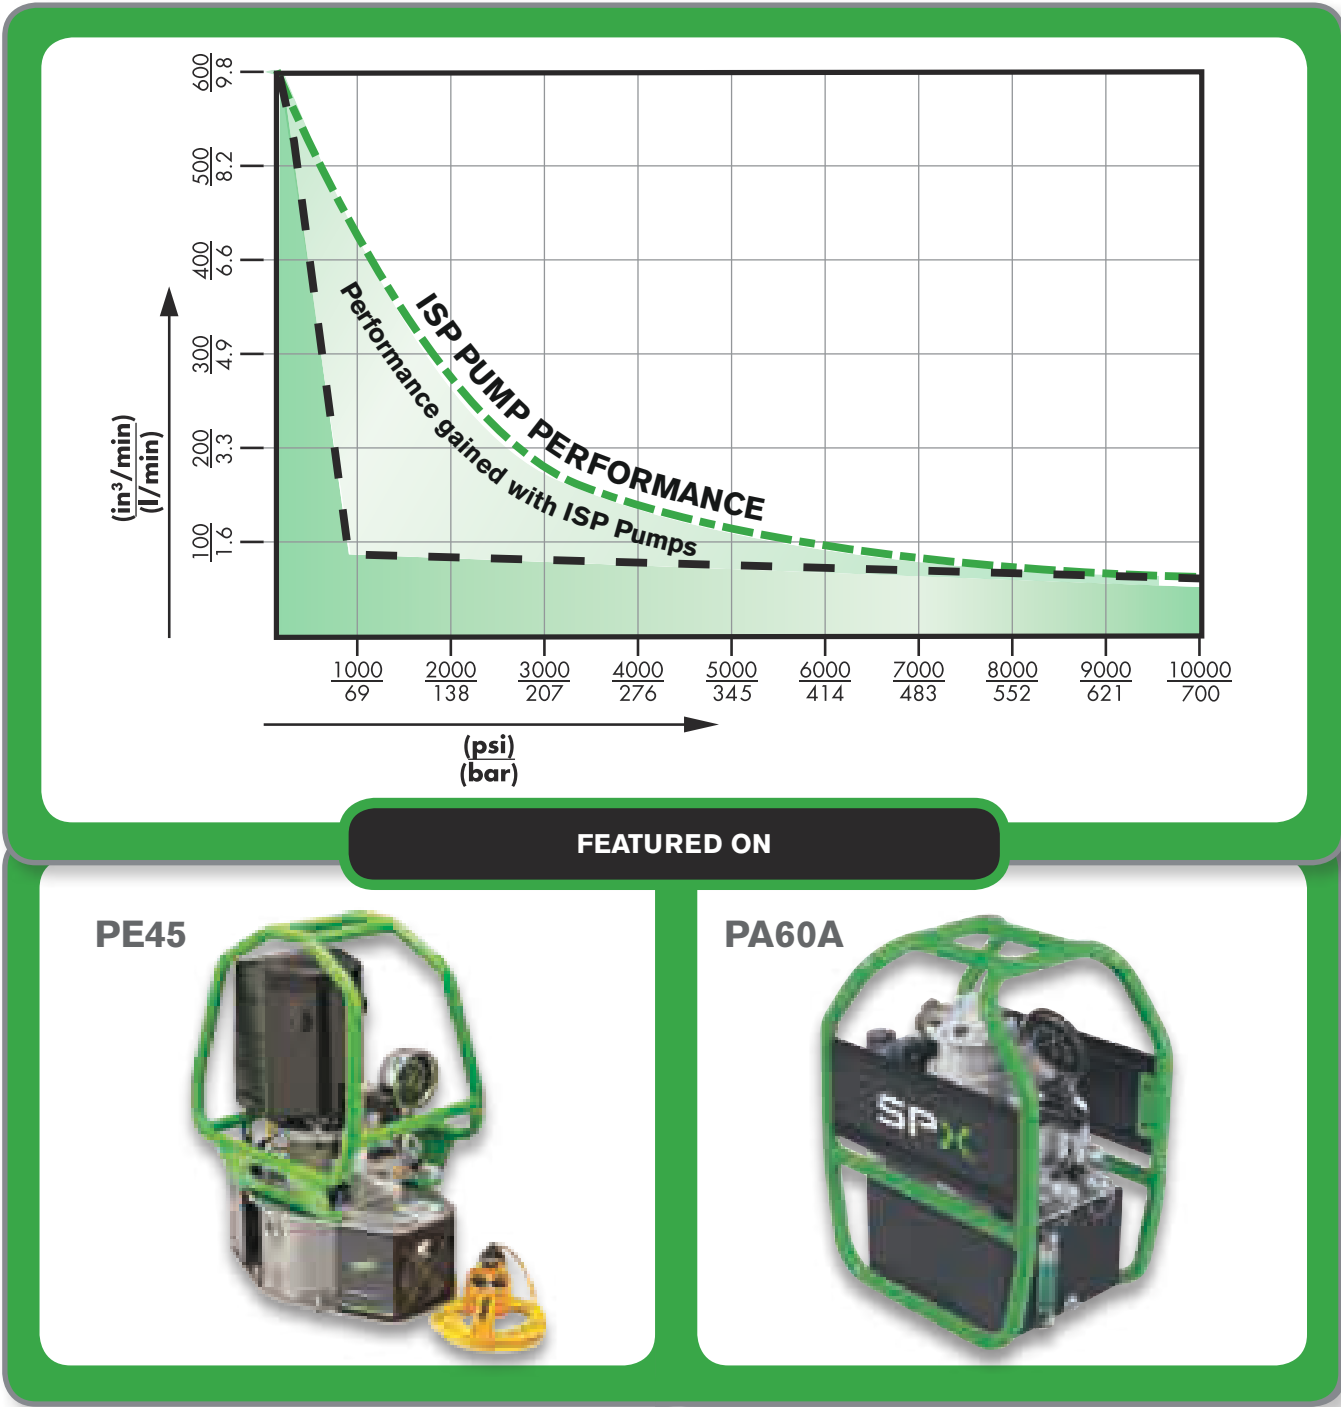 600
9.8
500
8.2
400
6.6
300
4.9
200
3.3
100
1.6
(in³/min)
(l/min)
ISP PUMP PERFORMANCE
Performance gained with ISP Pumps
1000 2000 3000 4000 5000 6000 7000 8000 9000 10000
69 138 207 276 345 414 483 552 621 700
(psi)
(bar)
FEATURED ON
PE45
PA60A
SPX